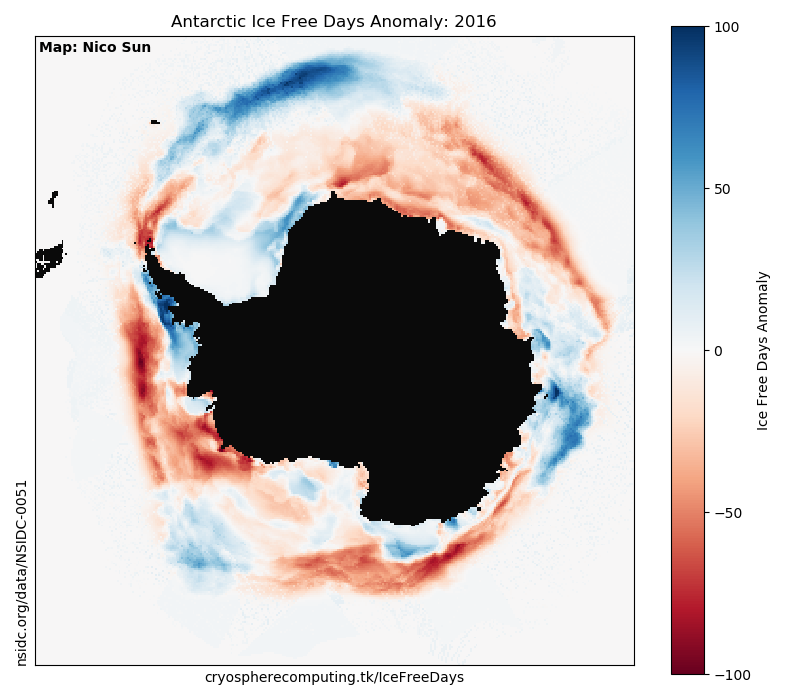 Antarctic Ice Free Days Anomaly: 2016
Map: Nico Sun
100
50
0
−50
−100
Ice Free Days Anomaly
nsidc.org/data/NSIDC-0051
cryospherecomputing.tk/IceFreeDays